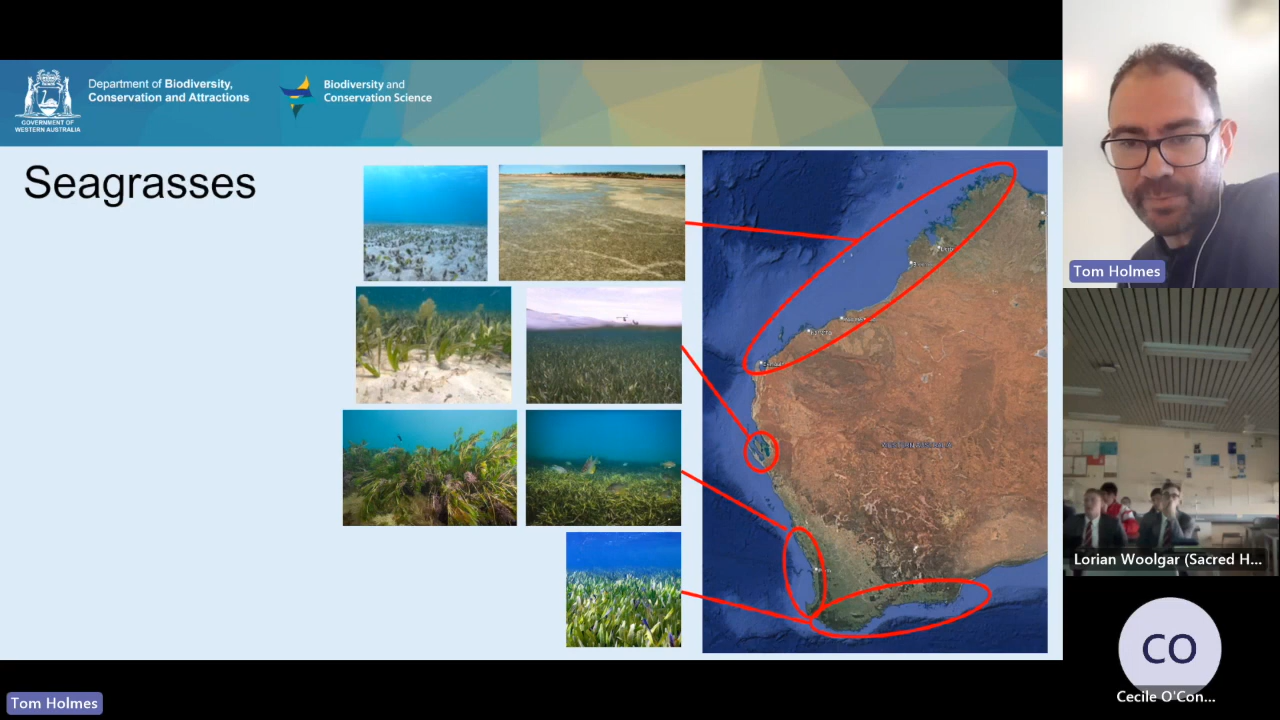 Department of Biodiversity,
Conservation and Attractions
GOVERNMENT OF
WESTERN AUSTRALIA
Biodiversity and
Conservation Science
Seagrasses
WESTERN AUSTRALIA
Tom Holmes
Lorian Woolgar (Sacred H...
CO
Cecile O'Con...
Tom Holmes